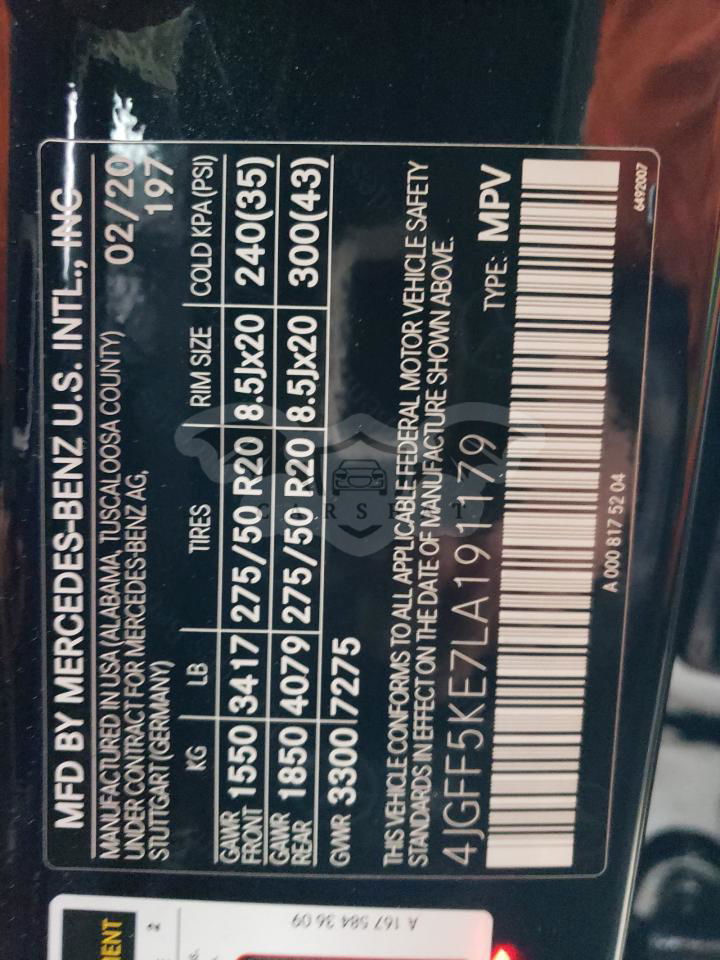 MFD BY MERCEDES-BENZ U.S. INTL., INC
MANUFACTURED IN USA (ALABAMA, TUSCALOOSA COUNTY) 02/20
UNDER CONTRACT FOR MERCEDES-BENZ AG, 197
STUTTGART (GERMANY)
KG LB TIRES RIM SIZE COLD KPA (PSI)
GAWR FRONT 1550 3417 275/50 R20 8.5Jx20 240(35)
GAWR REAR 1850 4079 275/50 R20 8.5Jx20 300(43)
GVWR 3300 7275
THIS VEHICLE CONFORMS TO ALL APPLICABLE FEDERAL MOTOR VEHICLE SAFETY
STANDARDS IN EFFECT ON THE DATE OF MANUFACTURE SHOWN ABOVE.
4JGFF5KE7LA191179 TYPE: MPV
A 000 817 52 04
6492007
CARSFIT
A 167 584 36 09
2